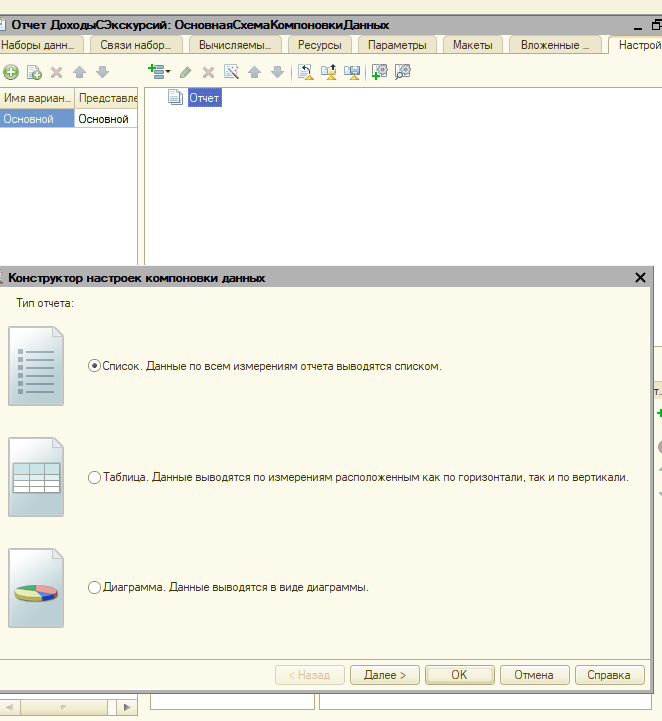 Отчет ДоходыСЭкскурсий: ОсновнаяСхемаКомпоновкиДанных
Наборы данн... Связи набор... Вычисляемы... Ресурсы Параметры Макеты Вложенные ... Настрой
Имя вариан... Представле
Основной Основной
Отчет
Конструктор настроек компоновки данных
Тип отчета:
Список. Данные по всем измерениям отчета выводятся списком.
Таблица. Данные выводятся по измерениям расположенным как по горизонтали, так и по вертикали.
Диаграмма. Данные выводятся в виде диаграммы.
< Назад Далее > OK Отмена Справка